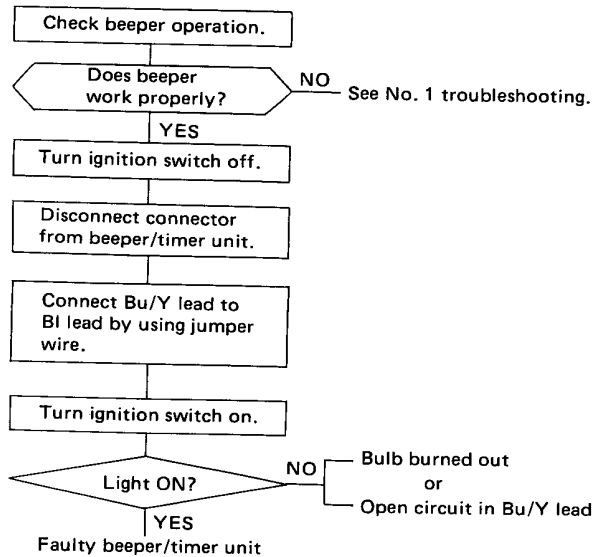 Check beeper operation.
Does beeper
work properly?
NO
See No. 1 troubleshooting.
YES
Turn ignition switch off.
Disconnect connector
from beeper/timer unit.
Connect Bu/Y lead to
Bl lead by using jumper
wire.
Turn ignition switch on.
Light ON?
NO
Bulb burned out
or
Open circuit in Bu/Y lead
YES
Faulty beeper/timer unit